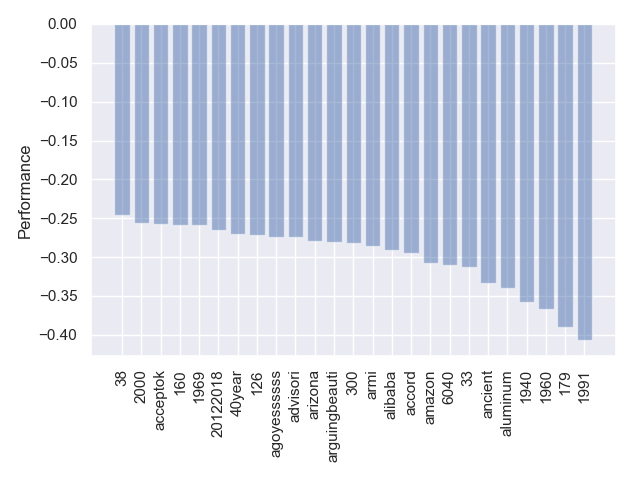 0.00
−0.05
−0.10
−0.15
−0.20
−0.25
−0.30
−0.35
−0.40
Performance
38
2000
acceptok
160
1969
20122018
40year
126
agoyessssss
advisori
arizona
arguingbeauti
300
armi
alibaba
accord
amazon
6040
33
ancient
aluminum
1940
1960
179
1991